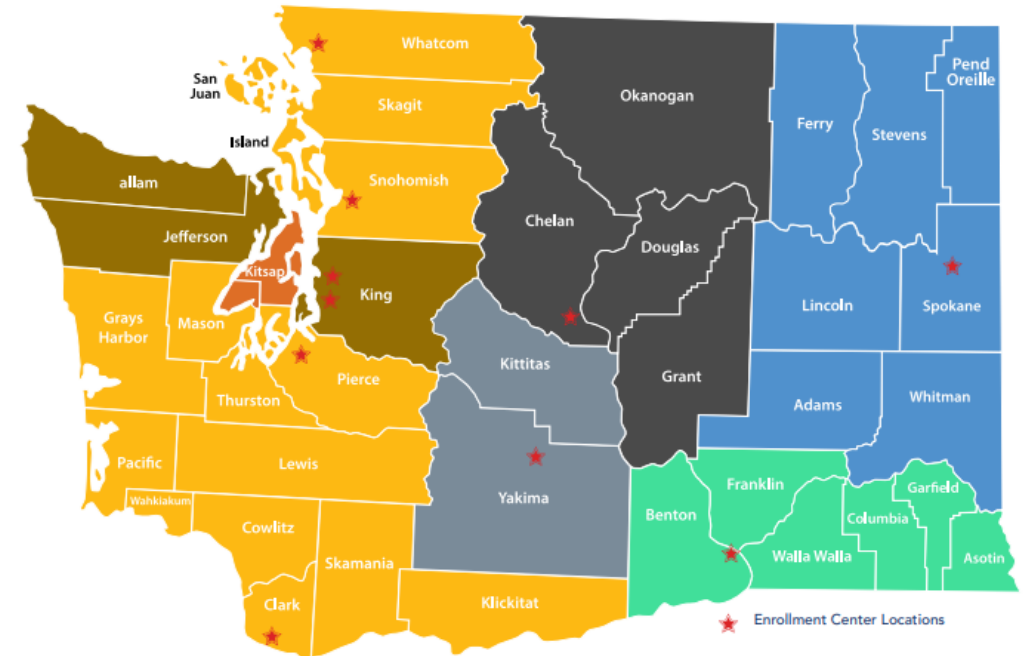 Whatcom
San
Juan
Skagit
Okanogan
Pend
Oreille
Ferry
Stevens
Island
allam
Snohomish
Jefferson
Chelan
Douglas
Kitsap
King
Lincoln
Spokane
Grays
Harbor
Mason
Kittitas
Grant
Pierce
Thurston
Adams
Whitman
Pacific
Lewis
Wahkiakum
Yakima
Franklin
Garfield
Benton
Columbia
Cowlitz
Skamania
Walla Walla
Asotin
Clark
Klickitat
Enrollment Center Locations